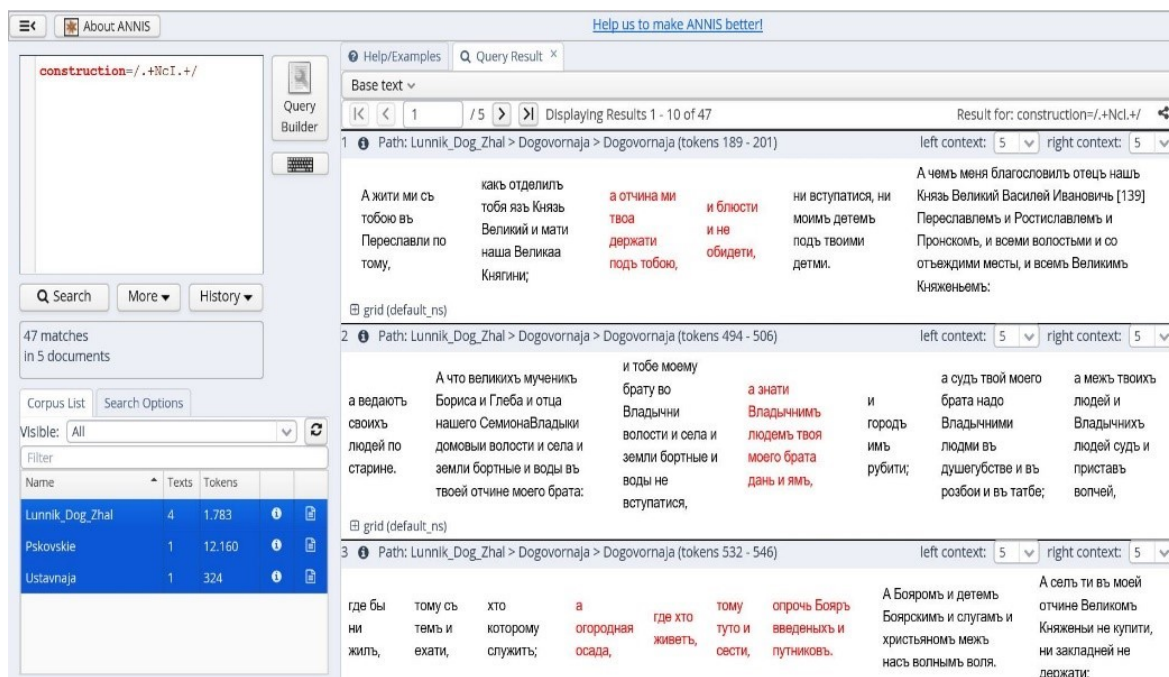 About ANNIS
Help us to make ANNIS better!
construction=/.+NcI.+/
Query
Builder
Search
More
History
47 matches
in 5 documents
Corpus List
Search Options
Visible: All
Filter
Name Texts Tokens
Lunnik_Dog_Zhal 4 1.783
Pskovskie 1 12.160
Ustavnaja 1 324
Help/Examples
Query Result
Base text
1 / 5 Displaying Results 1 - 10 of 47 Result for: construction=/.+NcI.+/
1 Path: Lunnik_Dog_Zhal > Dogovornaja > Dogovornaja (tokens 189 - 201) left context: 5 right context: 5
А жити ми съ
тобою въ
Переславли по
тому,
какъ отделилъ
тобя язъ Князь
Великий и мати
наша Великаа
Княгини;
а отчина ми
твоа
держати
подъ тобою,
и блюсти
и не
обидети,
ни вступатися, ни
моимъ детемъ
подъ твоими
детми.
А чемъ меня благословилъ отецъ нашъ
Князь Великий Василей Ивановичь [139]
Переславлемъ и Ростиславлемъ и
Пронскомъ, и всеми волостьми и со
отъеждими месты, и всемъ Великимъ
Княженьемъ:
grid (default_ns)
2 Path: Lunnik_Dog_Zhal > Dogovornaja > Dogovornaja (tokens 494 - 506) left context: 5 right context: 5
а ведаютъ
своихъ
людей по
старине.
А что великихъ мученикъ
Бориса и Глеба и отца
нашего СемионаВладыки
домовыи волости и села и
земли бортные и воды въ
твоей отчине моего брата:
и тобе моему
брату во
Владычни
волости и села и
земли бортные и
воды не
вступатися,
а знати
Владычнимъ
людемъ твоя
моего брата
дань и ямъ,
и
городъ
имъ
рубити;
а судъ твой моего
брата надо
Владычними
людми въ
душегубстве и въ
розбои и въ татбе;
а межъ твоихъ
людей и
Владычнихъ
людей судъ и
приставъ
вопчей,
grid (default_ns)
3 Path: Lunnik_Dog_Zhal > Dogovornaja > Dogovornaja (tokens 532 - 546) left context: 5 right context: 5
где бы
ни
жилъ,
тому съ
темъ и
ехати,
хто
которому
служитъ;
а
огородная
осада,
где хто
живетъ,
тому
туто и
сести,
опрочь Бояръ
введеныхъ и
путниковъ.
А Бояромъ и детемъ
Боярскимъ и слугамъ и
христьяномъ межъ
насъ волнымъ воля.
А селъ ти въ моей
отчине Великомъ
Княженьи не купити,
ни закладней не
держати;